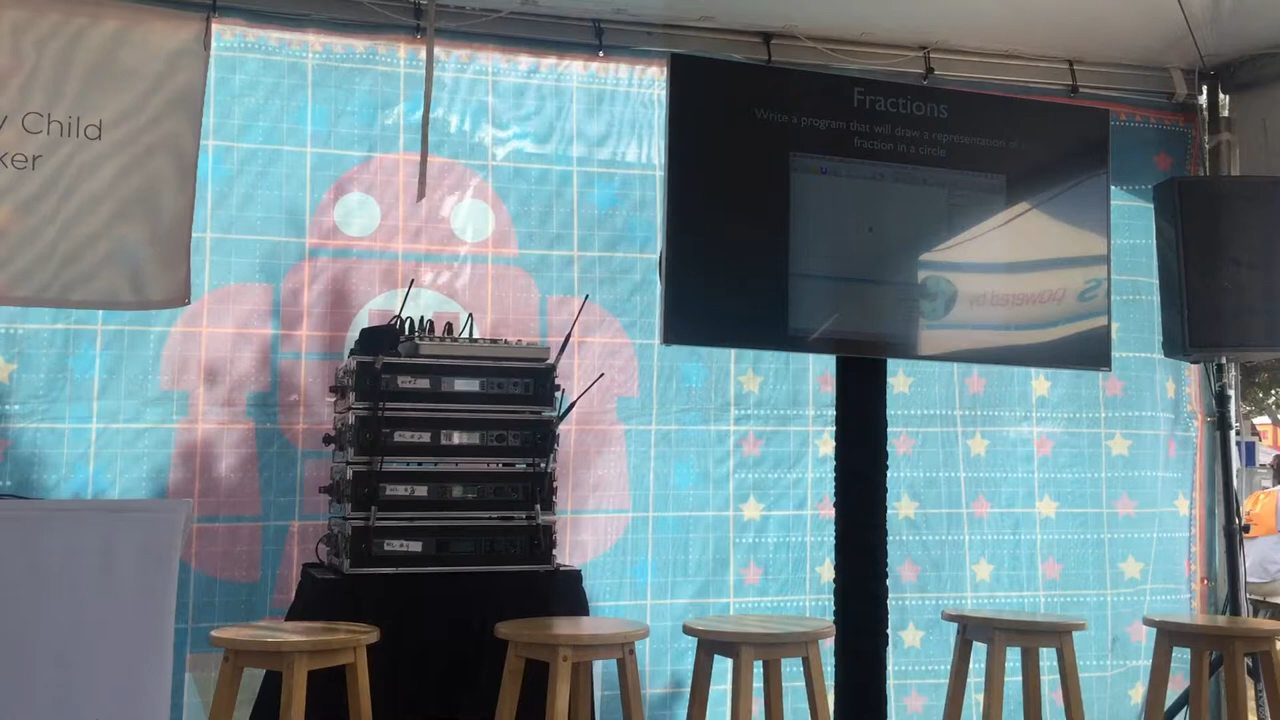 y Child
ker
Fractions
Write a program that will draw a representation of
fraction in a circle
powered by
S